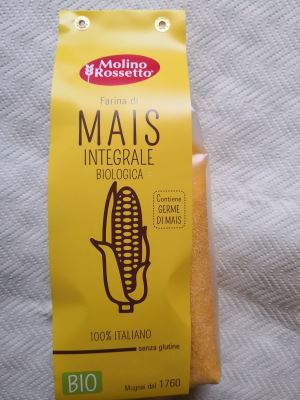 Molino
Rossetto
Farina di
MAIS
INTEGRALE
BIOLOGICA
Contiene
GERME
DI MAIS
100% ITALIANO
senza glutine
BIO
Mugnai dal 1760